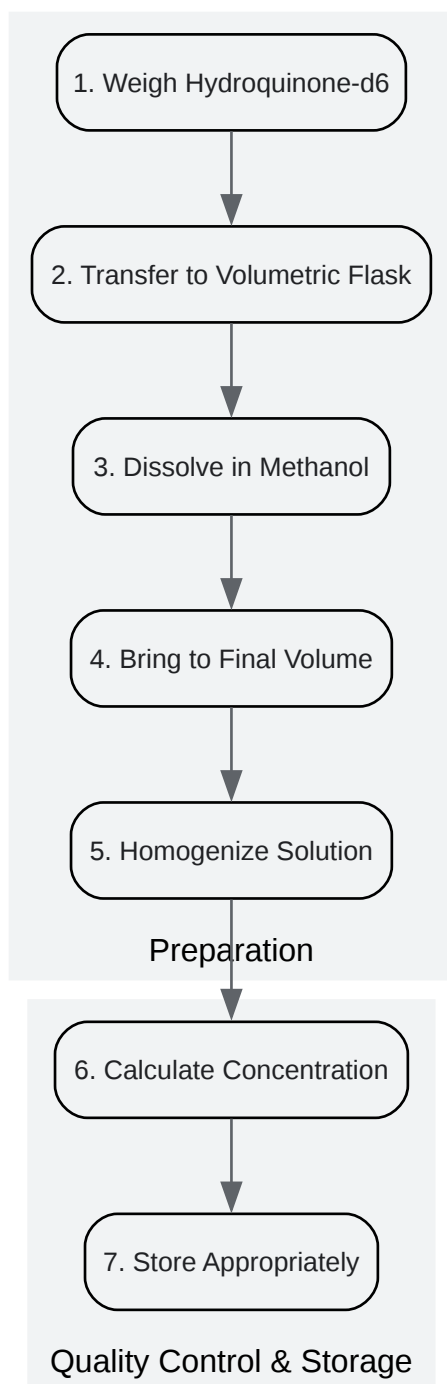 1. Weigh Hydroquinone-d6
2. Transfer to Volumetric Flask
3. Dissolve in Methanol
4. Bring to Final Volume
5. Homogenize Solution
Preparation
6. Calculate Concentration
7. Store Appropriately
Quality Control & Storage